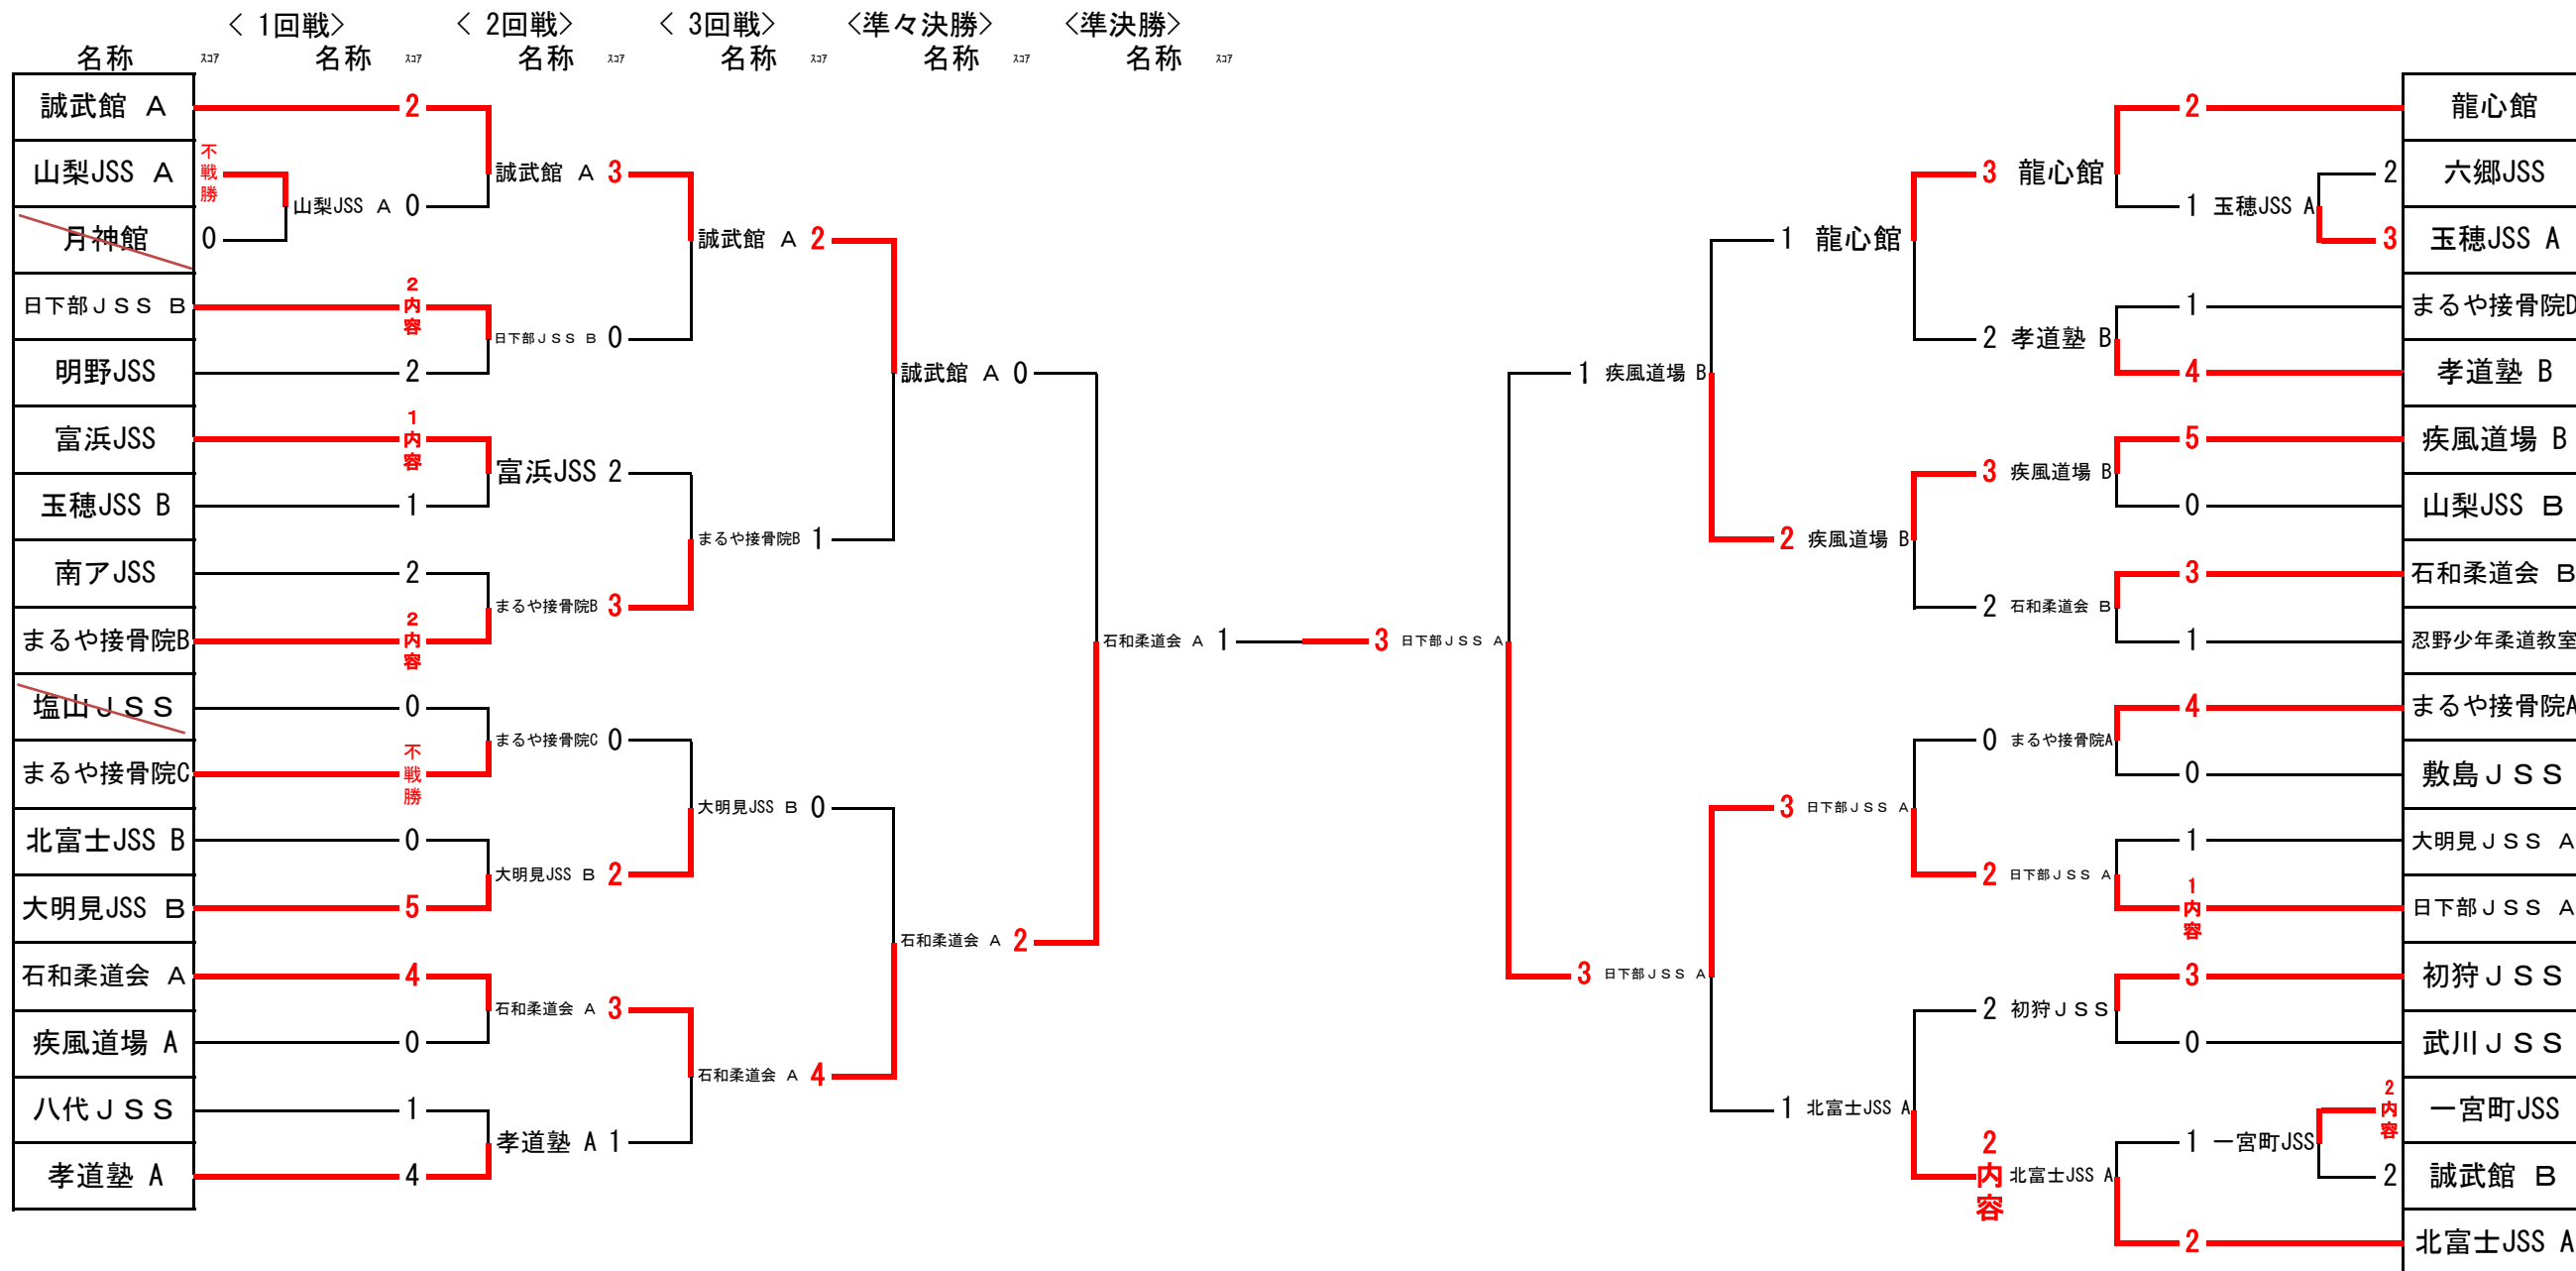 < 1回戦>
< 2回戦>
< 3回戦>
<準々決勝>
<準決勝>
名称 ｽｺｱ 名称 ｽｺｱ 名称 ｽｺｱ 名称 ｽｺｱ 名称 ｽｺｱ 名称 ｽｺｱ
誠武館 A
山梨JSS A
月神館
日下部ＪＳＳ B
明野JSS
富浜JSS
玉穂JSS B
南アJSS
まるや接骨院B
塩山ＪＳＳ
まるや接骨院C
北富士JSS B
大明見JSS B
石和柔道会 A
疾風道場 A
八代ＪＳＳ
孝道塾 A
不戦勝
0
2
山梨JSS A 0
2内容
2
1内容
1
2
2内容
0
不戦勝
0
5
4
0
1
4
誠武館 A 3
日下部ＪＳＳ B 0
富浜JSS 2
まるや接骨院B 3
まるや接骨院C 0
大明見JSS B 2
石和柔道会 A 3
孝道塾 A 1
誠武館 A 2
まるや接骨院B 1
大明見JSS B 0
石和柔道会 A 4
誠武館 A 0
石和柔道会 A 2
石和柔道会 A 1
3 日下部ＪＳＳ A
1 疾風道場 B
3 日下部ＪＳＳ A
1 龍心館
2 疾風道場 B
3 日下部ＪＳＳ A
1 北富士JSS A
3 龍心館
2 孝道塾 B
3 疾風道場 B
2 石和柔道会 B
0 まるや接骨院A
2 日下部ＪＳＳ A
2 初狩ＪＳＳ
2内容 北富士JSS A
2
1 玉穂JSS A
1
4
5
0
3
1
4
0
1
1内容
3
0
1 一宮町JSS
2
2
3
2内容
2
龍心館
六郷JSS
玉穂JSS A
まるや接骨院D
孝道塾 B
疾風道場 B
山梨JSS B
石和柔道会 B
忍野少年柔道教室
まるや接骨院A
敷島ＪＳＳ
大明見ＪＳＳ A
日下部ＪＳＳ A
初狩ＪＳＳ
武川ＪＳＳ
一宮町JSS
誠武館 B
北富士JSS A